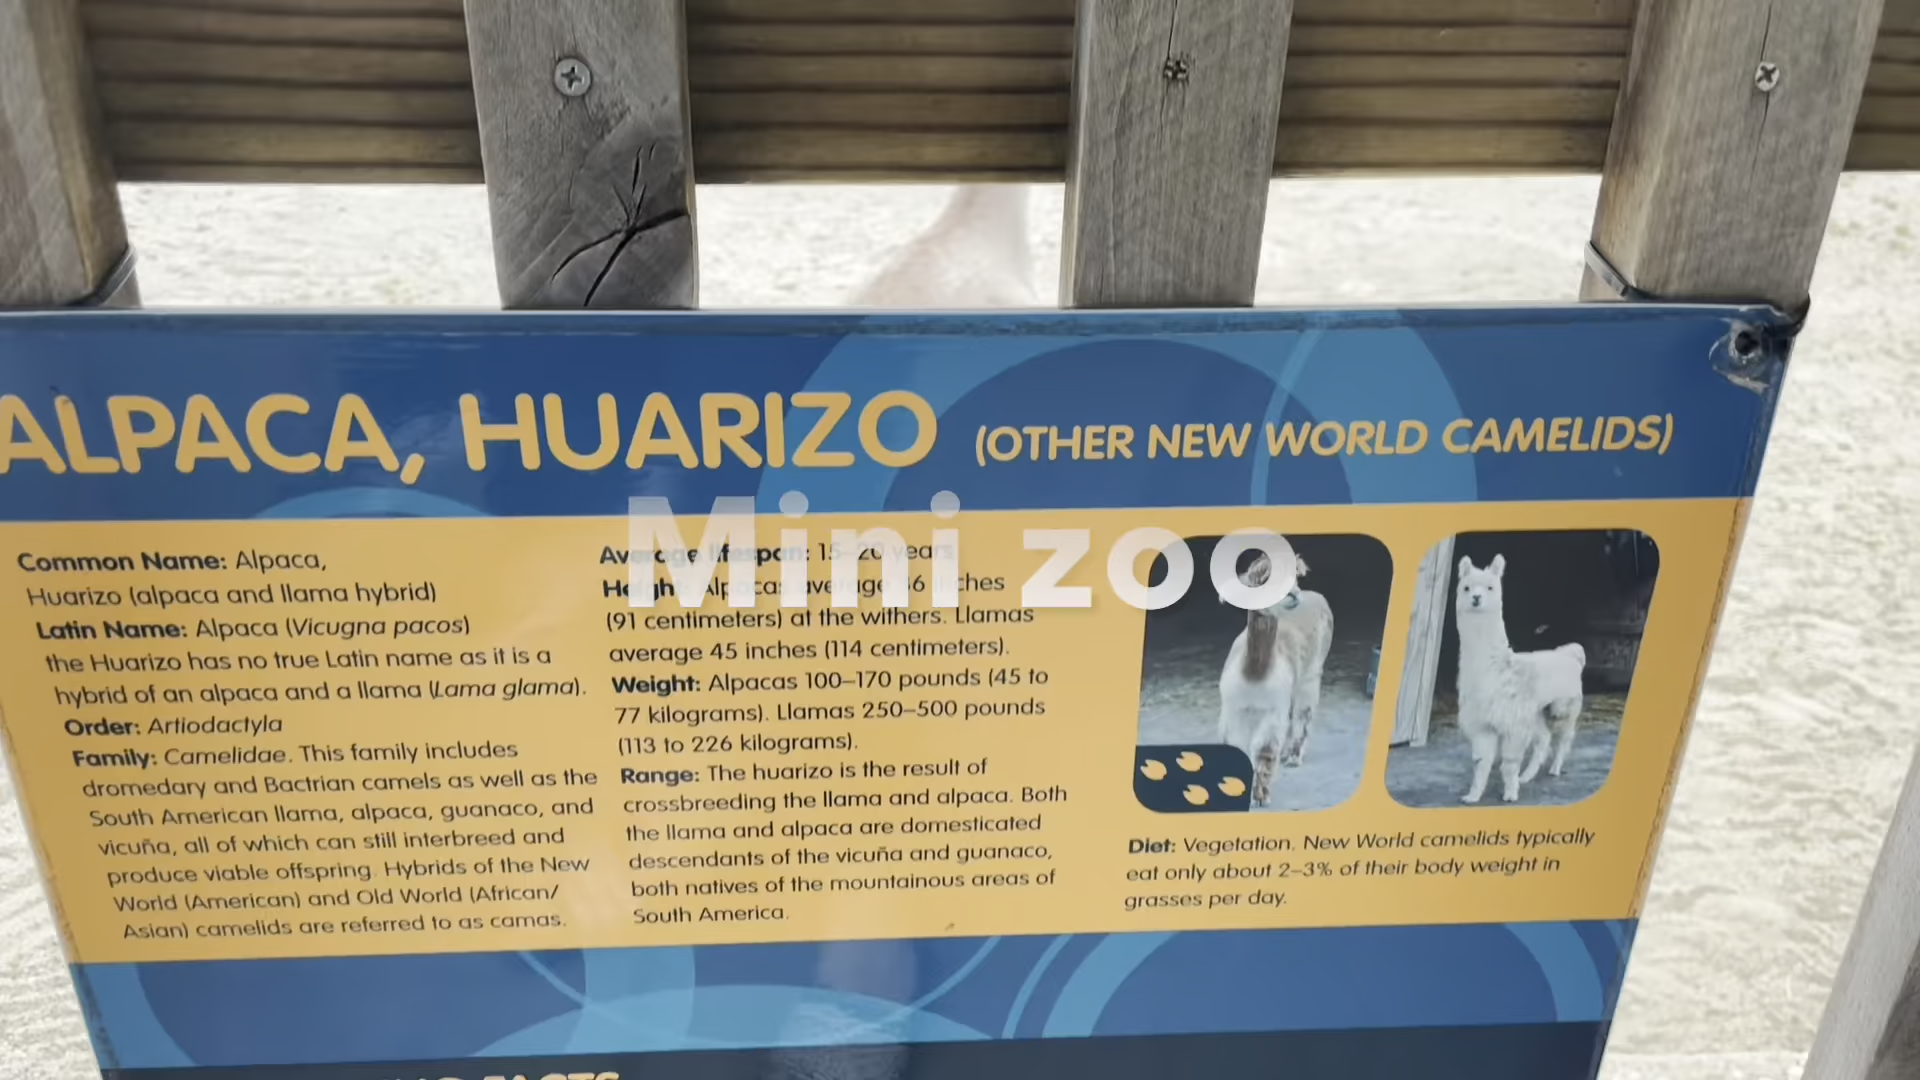 ALPACA, HUARIZO (OTHER NEW WORLD CAMELIDS)
Mini zoo
Common Name: Alpaca,
Huarizo (alpaca and llama hybrid)
Latin Name: Alpaca (Vicugna pacos)
the Huarizo has no true Latin name as it is a
hybrid of an alpaca and a llama (Lama glama).
Order: Artiodactyla
Family: Camelidae. This family includes
dromedary and Bactrian camels as well as the
South American llama, alpaca, guanaco, and
vicuña, all of which can still interbreed and
produce viable offspring. Hybrids of the New
World (American) and Old World (African/
Asian) camelids are referred to as camas.
Average lifespan: 15–20 years
Height: Alpacas average 36 inches
(91 centimeters) at the withers. Llamas
average 45 inches (114 centimeters).
Weight: Alpacas 100–170 pounds (45 to
77 kilograms). Llamas 250–500 pounds
(113 to 226 kilograms).
Range: The huarizo is the result of
crossbreeding the llama and alpaca. Both
the llama and alpaca are domesticated
descendants of the vicuña and guanaco,
both natives of the mountainous areas of
South America.
Diet: Vegetation. New World camelids typically
eat only about 2–3% of their body weight in
grasses per day.
FACTS